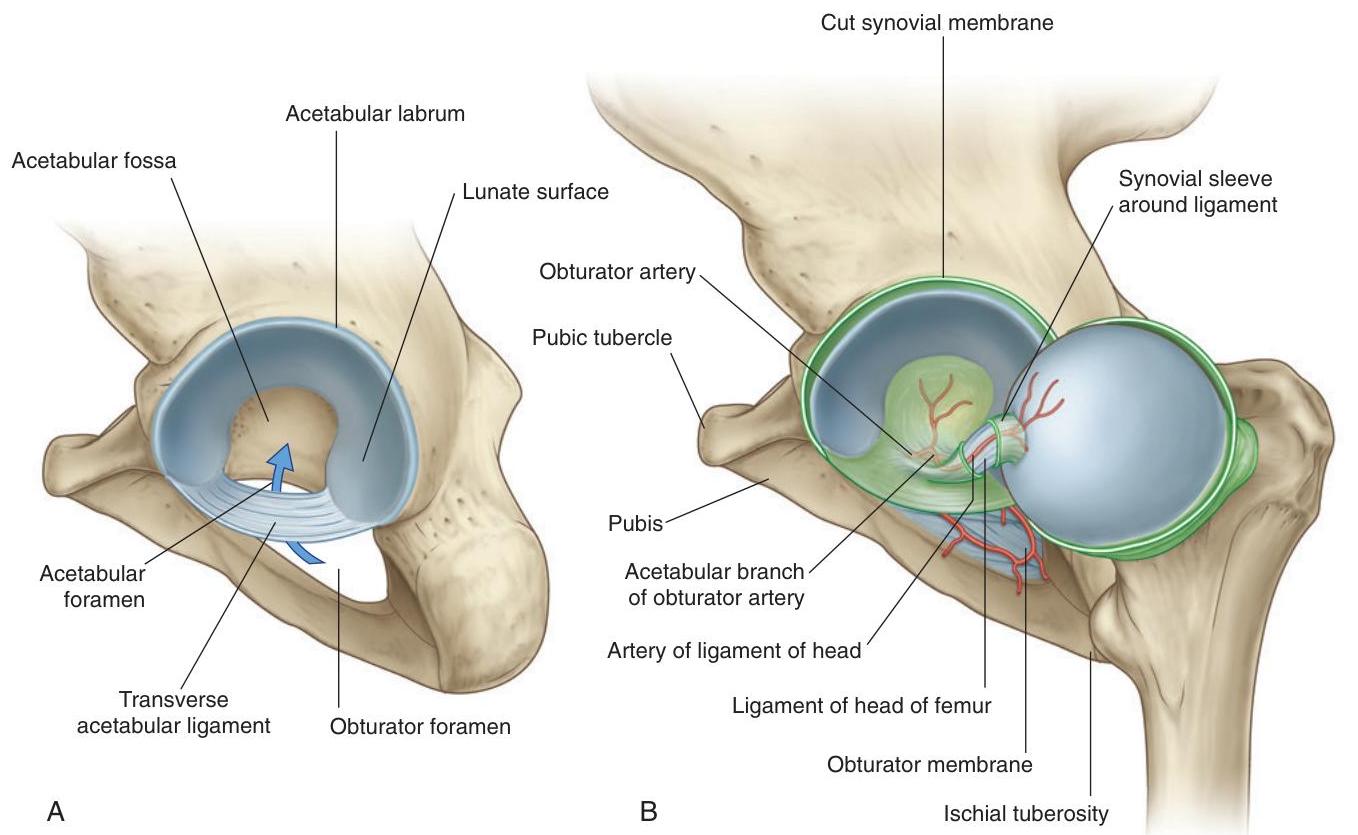 Acetabular labrum
Acetabular fossa
Lunate surface
Acetabular
foramen
Transverse
acetabular ligament
Obturator foramen
A
Cut synovial membrane
Synovial sleeve
around ligament
Obturator artery
Pubic tubercle
Pubis
Acetabular branch
of obturator artery
Artery of ligament of head
Ligament of head of femur
Obturator membrane
Ischial tuberosity
B